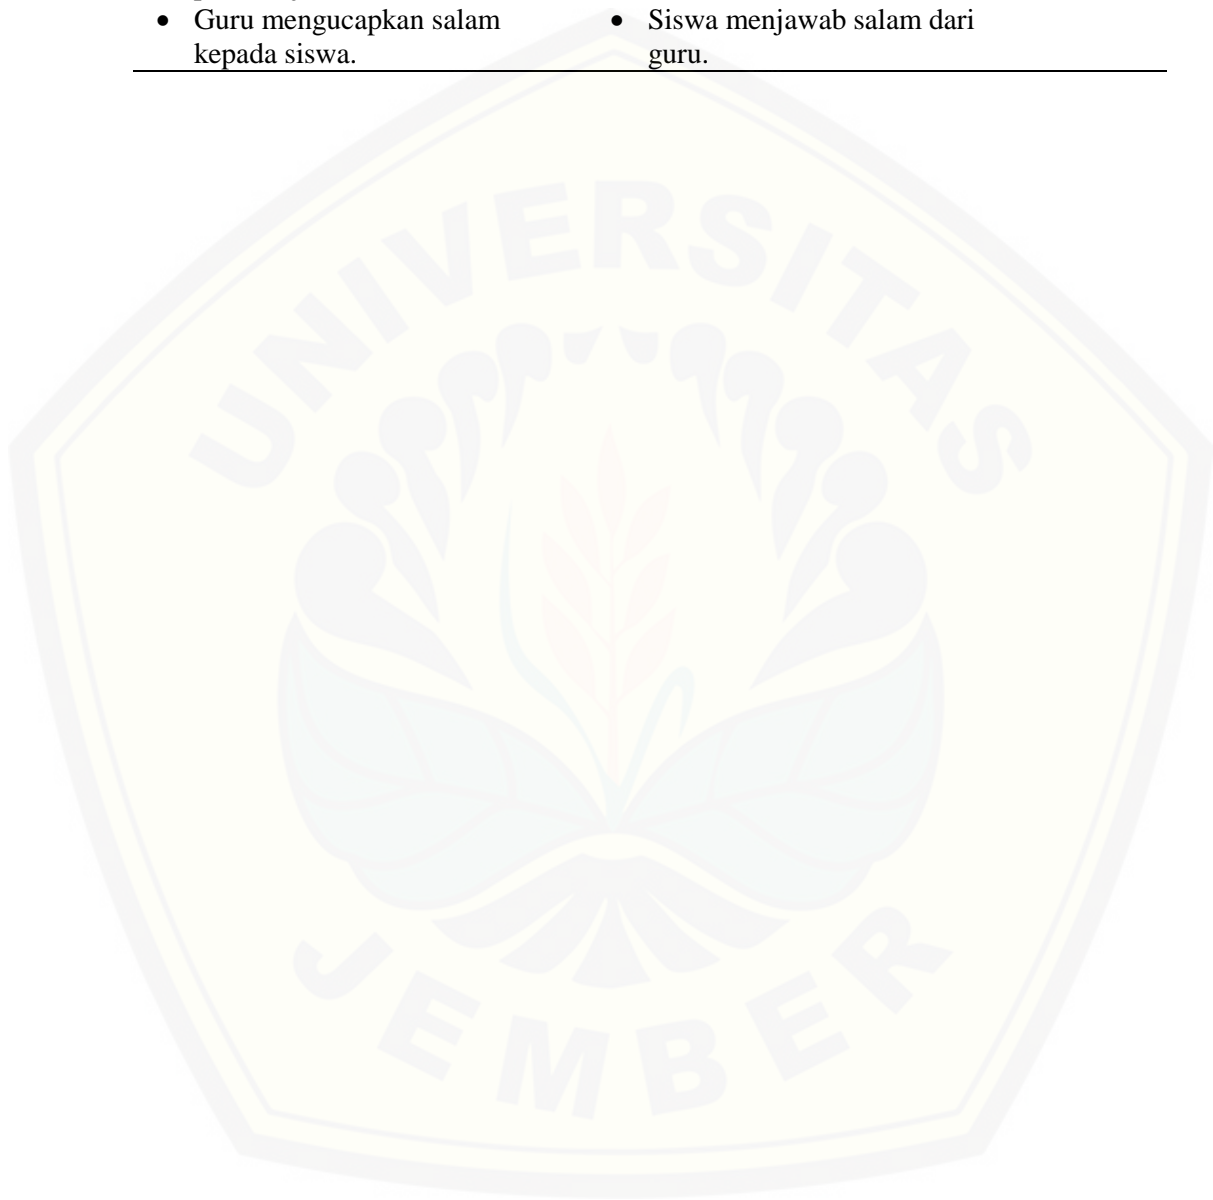 • Guru mengucapkan salam
kepada siswa.
• Siswa menjawab salam dari
guru.
UNIVERSITAS
JEMBER